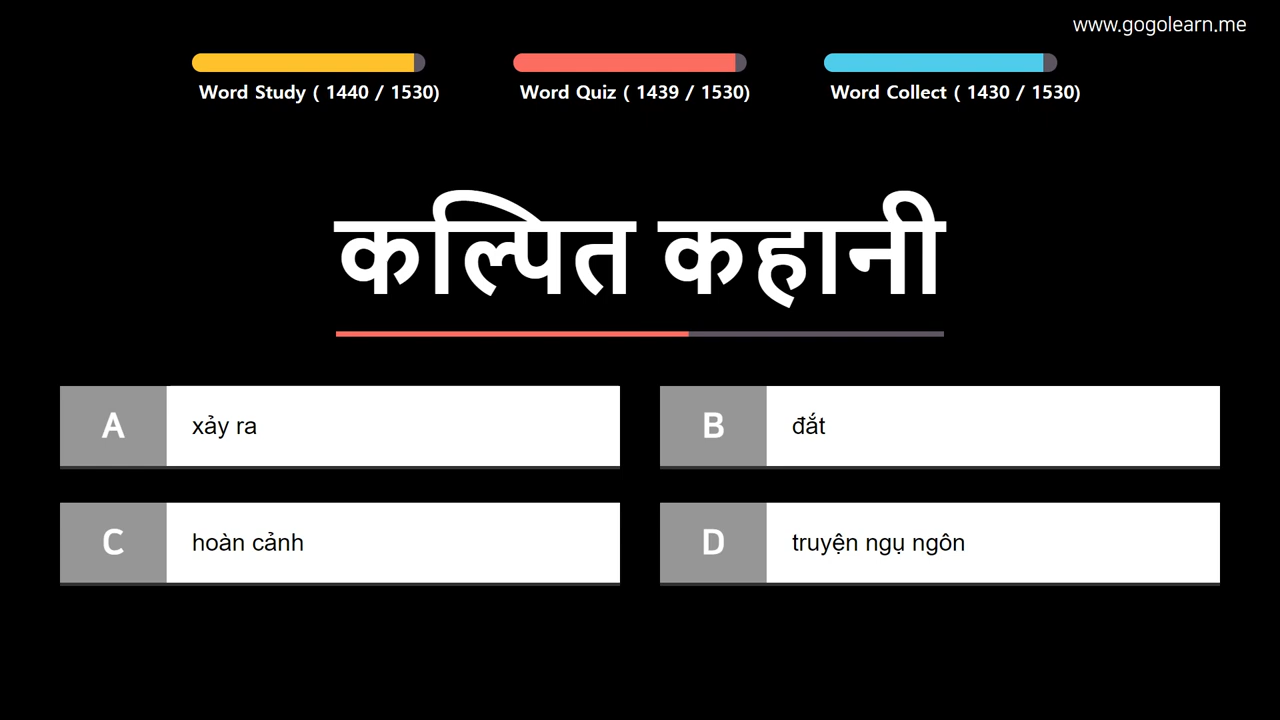 www.gogolearn.me
Word Study ( 1440 / 1530)
Word Quiz ( 1439 / 1530)
Word Collect ( 1430 / 1530)
कल्पित कहानी
A xảy ra
B đắt
C hoàn cảnh
D truyện ngụ ngôn